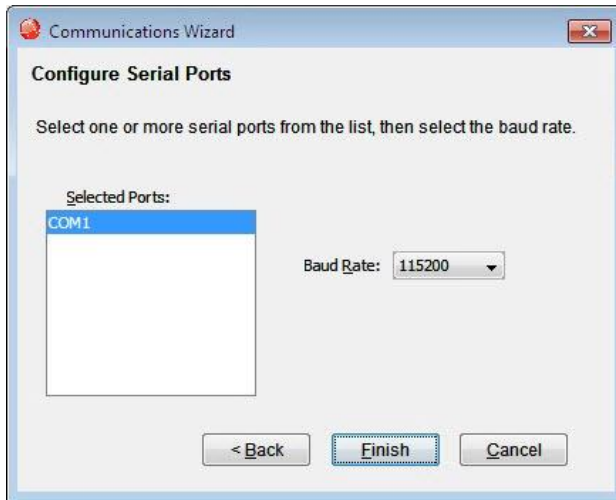 Communications Wizard
Configure Serial Ports
Select one or more serial ports from the list, then select the baud rate.
Selected Ports:
COM1
Baud Rate: 115200
< Back Finish Cancel